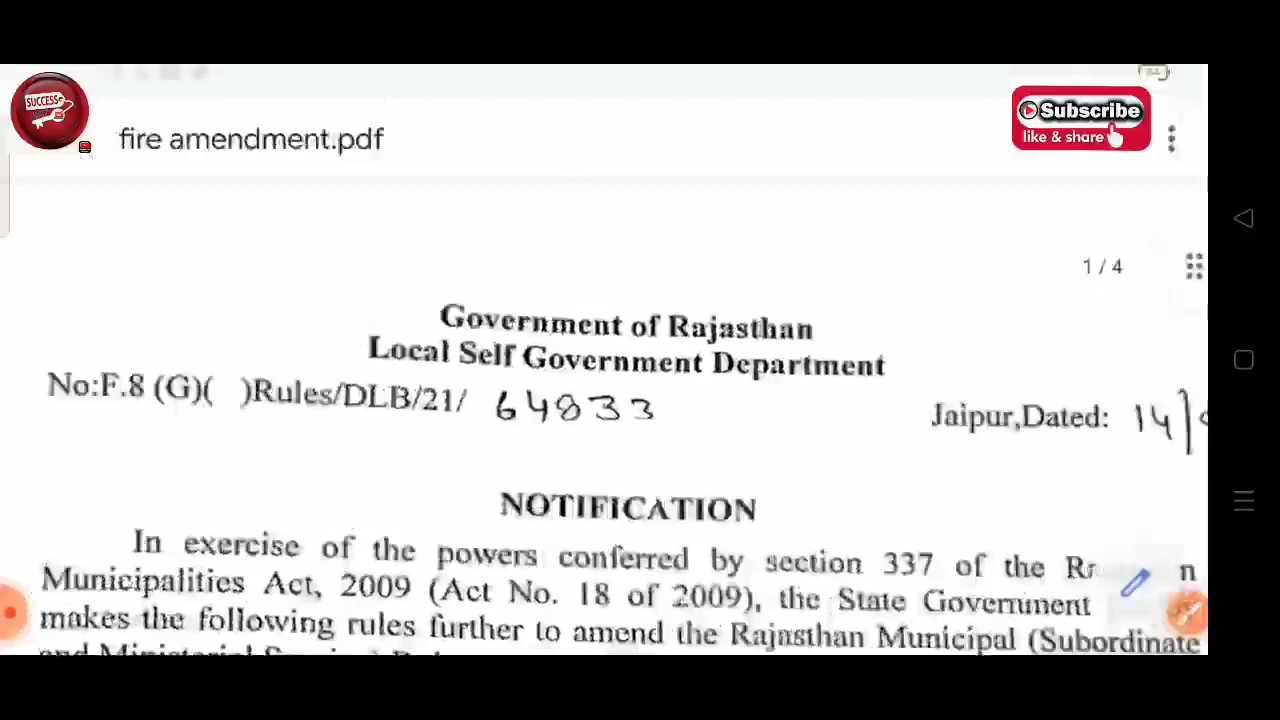 SUCCESS
Subscribe
like & share
fire amendment.pdf
1 / 4
Government of Rajasthan
Local Self Government Department
No:F.8 (G)( )Rules/DLB/21/ 64833
Jaipur,Dated: 14/
NOTIFICATION
In exercise of the powers conferred by section 337 of the
Municipalities Act, 2009 (Act No. 18 of 2009), the State Government
makes the following rules further to amend the Rajasthan Municipal (Subordinate